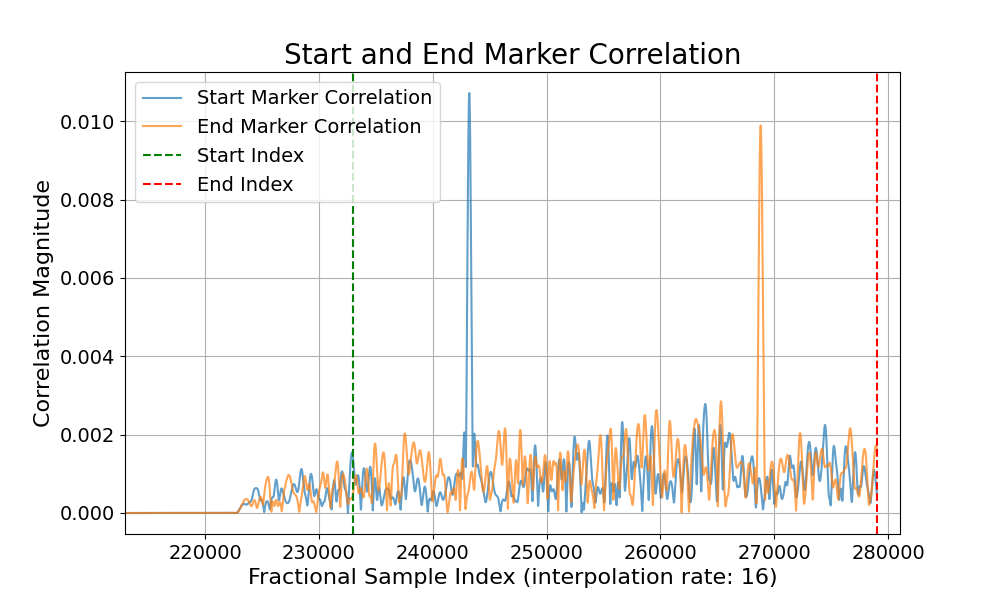 Start and End Marker Correlation
Start Marker Correlation
End Marker Correlation
Start Index
End Index
Correlation Magnitude
0.010
0.008
0.006
0.004
0.002
0.000
220000 230000 240000 250000 260000 270000 280000
Fractional Sample Index (interpolation rate: 16)